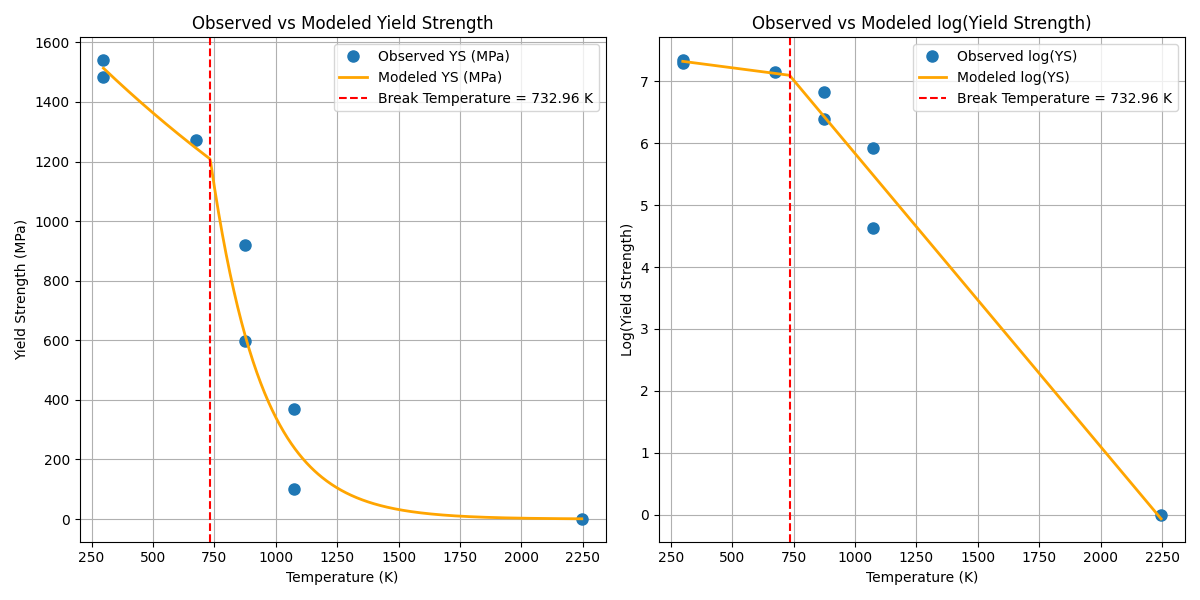 Observed vs Modeled Yield Strength
Observed YS (MPa)
Modeled YS (MPa)
Break Temperature = 732.96 K
Yield Strength (MPa)
1600
1400
1200
1000
800
600
400
200
0
250 500 750 1000 1250 1500 1750 2000 2250
Temperature (K)
Observed vs Modeled log(Yield Strength)
Observed log(YS)
Modeled log(YS)
Break Temperature = 732.96 K
Log(Yield Strength)
7
6
5
4
3
2
1
0
250 500 750 1000 1250 1500 1750 2000 2250
Temperature (K)